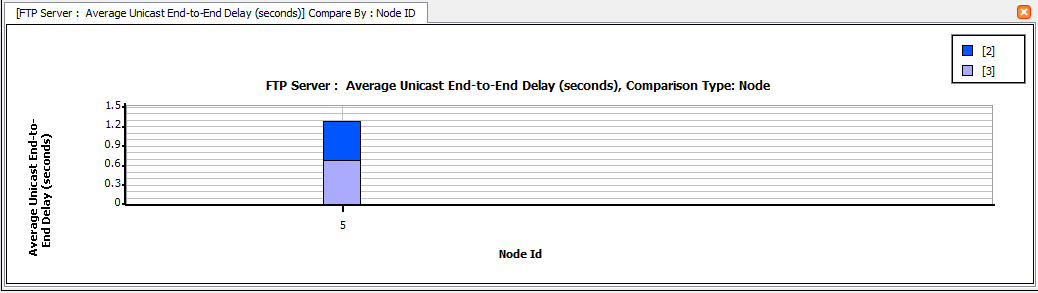 [FTP Server :  Average Unicast End-to-End Delay (seconds)] Compare By : Node ID
[2]
[3]
FTP Server :  Average Unicast End-to-End Delay (seconds), Comparison Type: Node
Average Unicast End-to-
End Delay (seconds)
1.5
1.2
0.9
0.6
0.3
0
5
Node Id